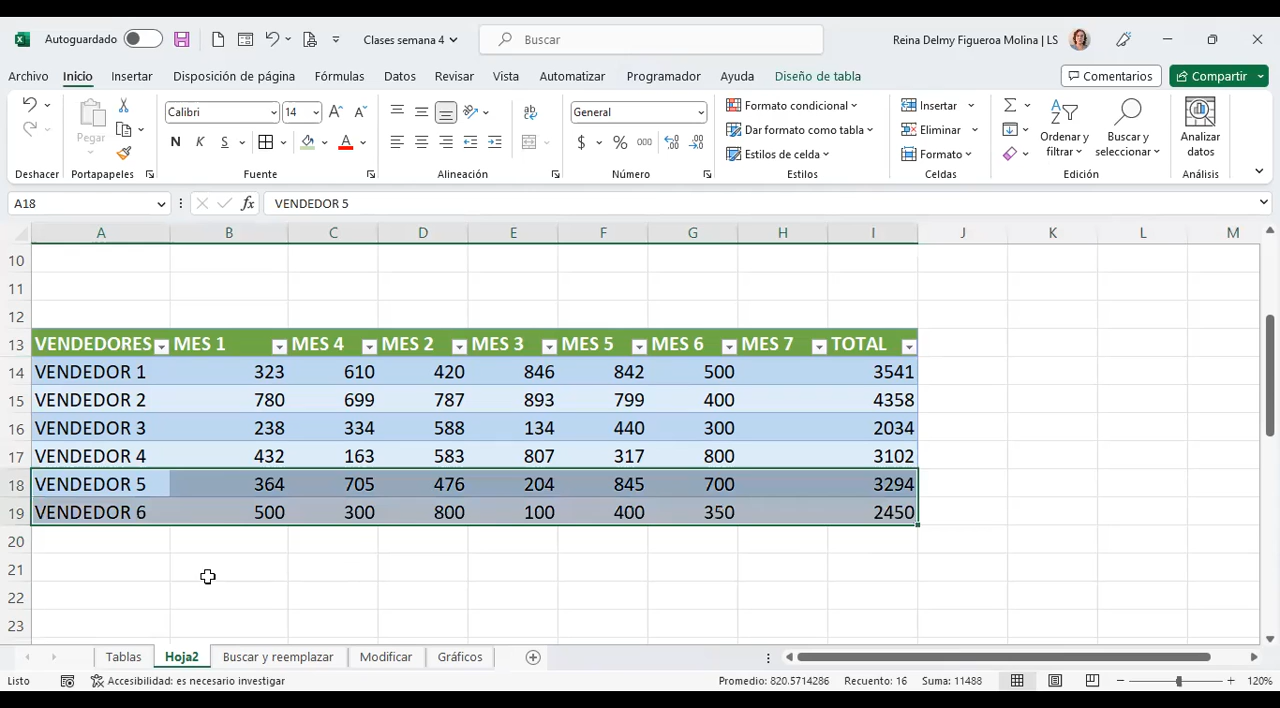 Autoguardado Clases semana 4 Buscar Reina Delmy Figueroa Molina | LS
Archivo Inicio Insertar Disposición de página Fórmulas Datos Revisar Vista Automatizar Programador Ayuda Diseño de tabla Comentarios Compartir
Calibri 14 General Formato condicional Insertar
Pegar Dar formato como tabla Eliminar Ordenar y filtrar Buscar y seleccionar Analizar datos
N K S $ % 000 Estilos de celda Formato
Deshacer Portapapeles Fuente Alineación Número Estilos Celdas Edición Análisis
A18 fx VENDEDOR 5
A B C D E F G H I J K L M
10
11
12
13 VENDEDORES MES 1 MES 4 MES 2 MES 3 MES 5 MES 6 MES 7 TOTAL
14 VENDEDOR 1 323 610 420 846 842 500 3541
15 VENDEDOR 2 780 699 787 893 799 400 4358
16 VENDEDOR 3 238 334 588 134 440 300 2034
17 VENDEDOR 4 432 163 583 807 317 800 3102
18 VENDEDOR 5 364 705 476 204 845 700 3294
19 VENDEDOR 6 500 300 800 100 400 350 2450
20
21
22
23
Tablas Hoja2 Buscar y reemplazar Modificar Gráficos
Listo Accesibilidad: es necesario investigar Promedio: 820.5714286 Recuento: 16 Suma: 11488 120%